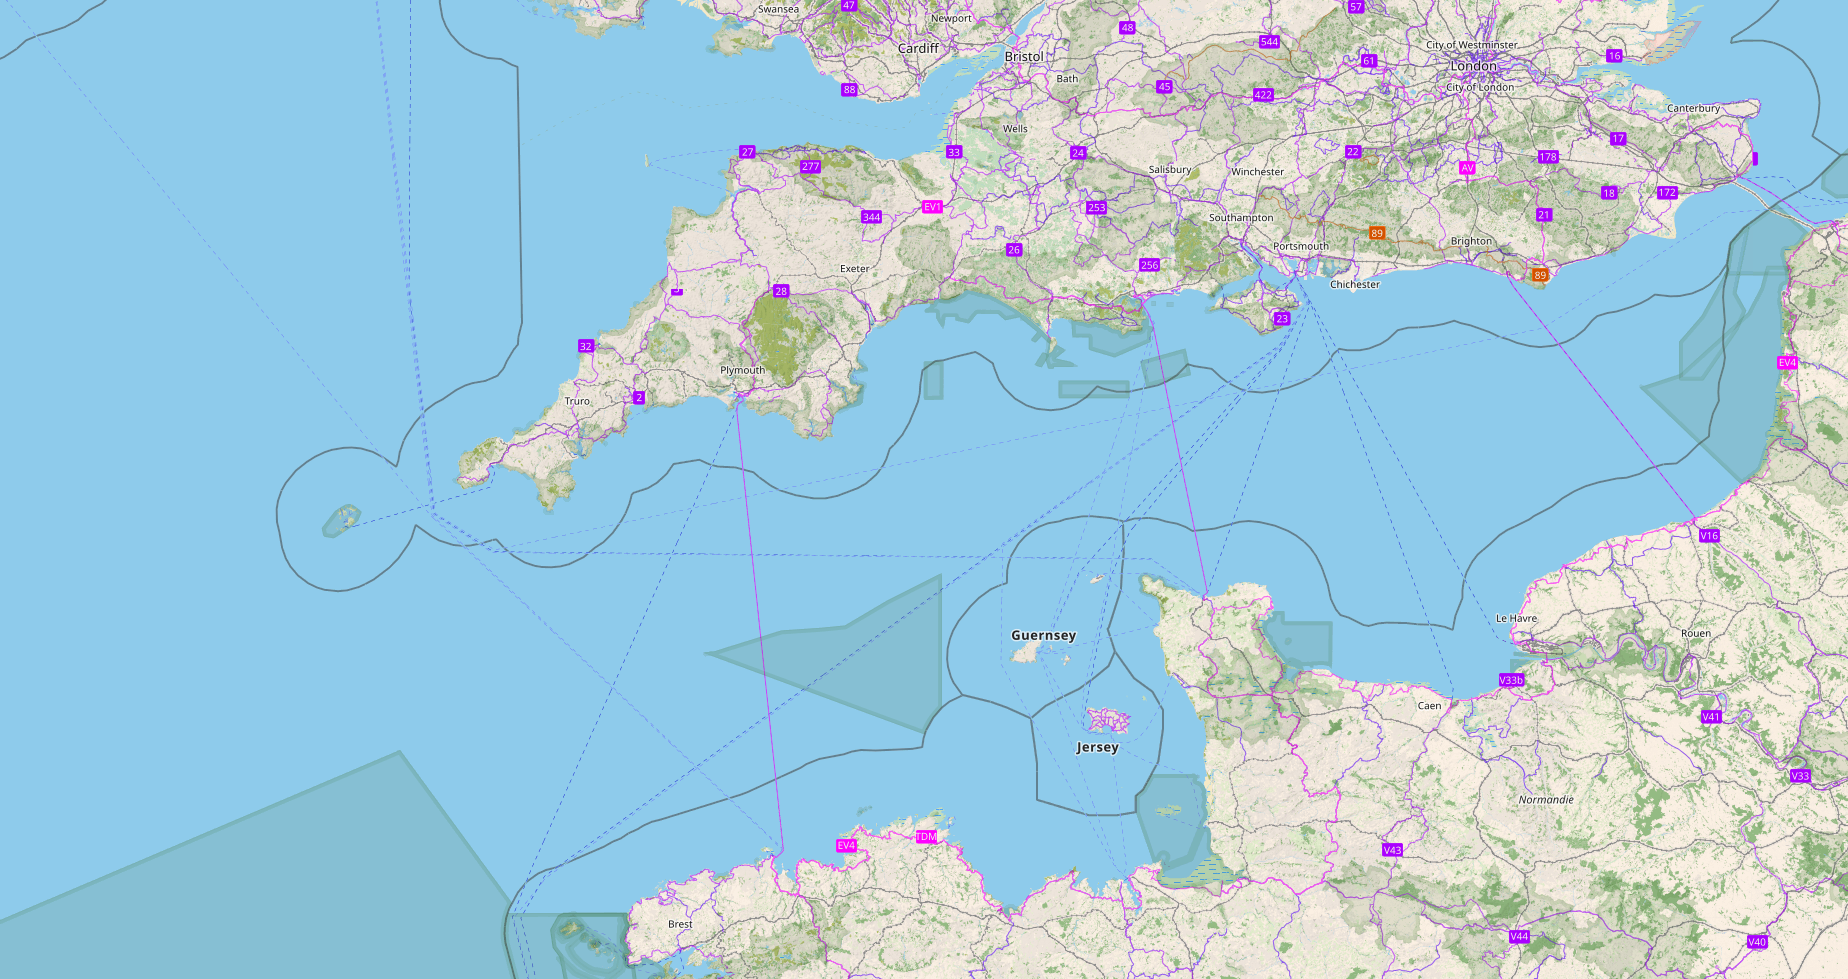 47
57
Swansea
Newport
48
544
City of Westminster
Cardiff
Bristol
16
61
London
Bath
45
City of London
88
422
Canterbury
Wells
17
27
33
24
22
178
277
Salisbury
Winchester
AV
18
172
EV1
253
344
Southampton
21
89
26
Portsmouth
Brighton
256
Exeter
89
28
Chichester
23
32
EV4
Plymouth
2
Truro
V16
Le Havre
Guernsey
Rouen
V33b
Caen
V41
Jersey
V33
Normandie
TDM
EV4
V43
Brest
V44
V40